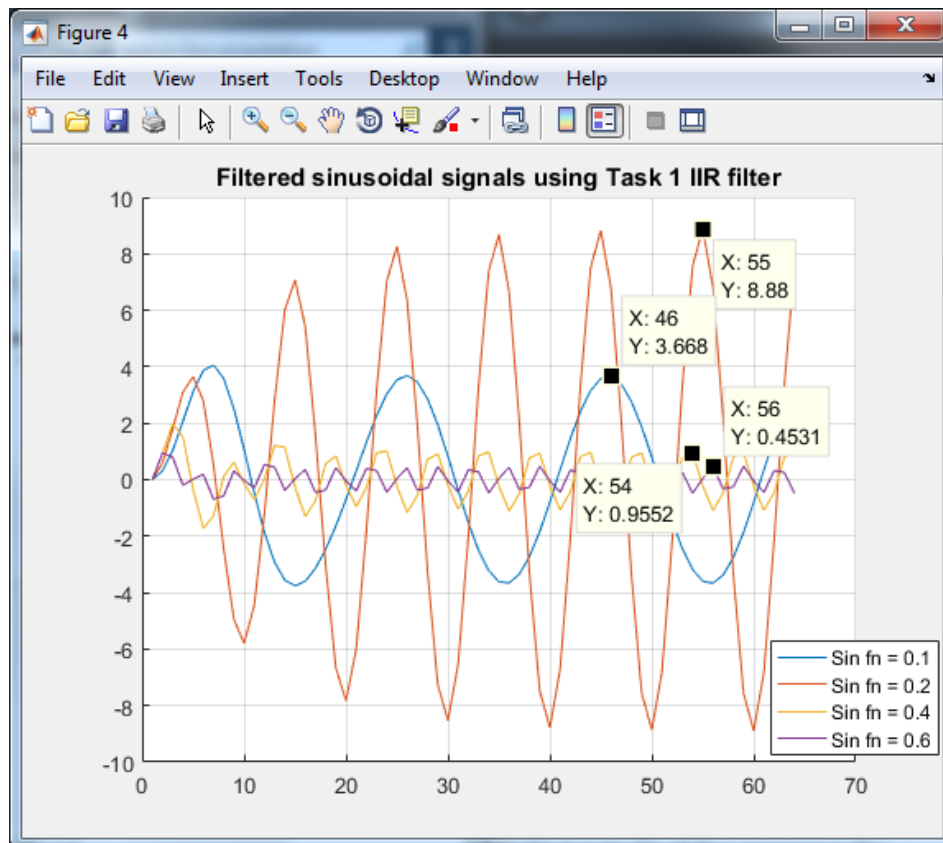 Figure 4
File Edit View Insert Tools Desktop Window Help
Filtered sinusoidal signals using Task 1 IIR filter
10
8
6
4
2
0
-2
-4
-6
-8
-10
X: 55
Y: 8.88
X: 46
Y: 3.668
X: 56
Y: 0.4531
X: 54
Y: 0.9552
Sin fn = 0.1
Sin fn = 0.2
Sin fn = 0.4
Sin fn = 0.6
0 10 20 30 40 50 60 70